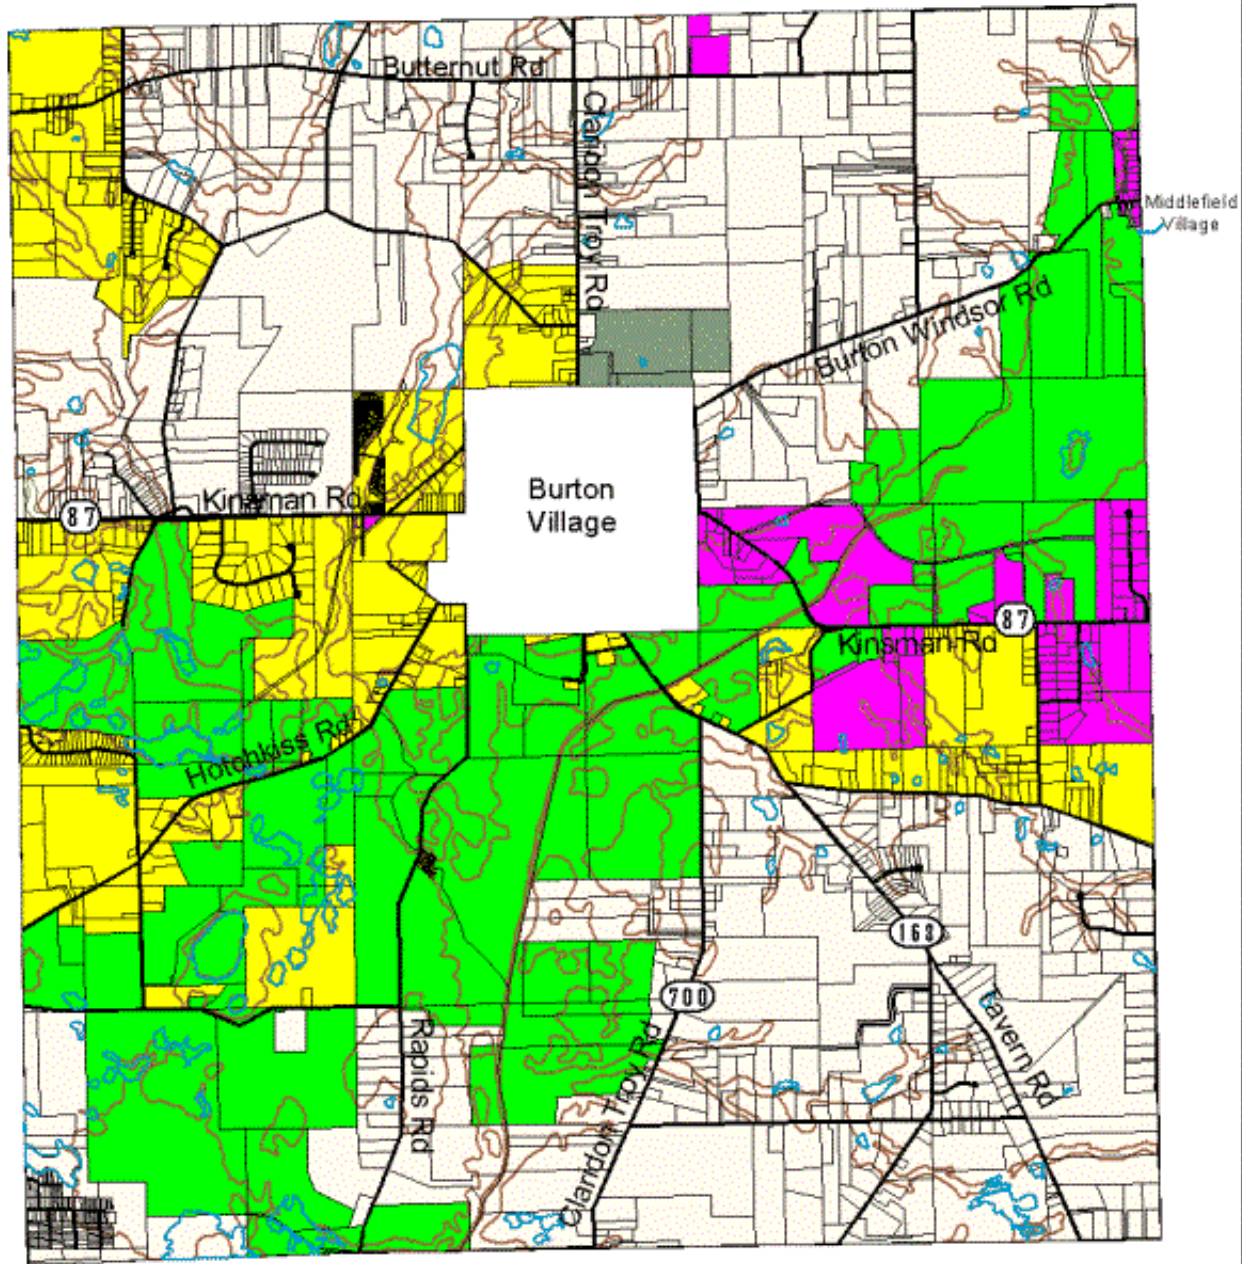 Butternut Rd
Claridon Troy Rd
Middlefield
Village
Burton Windsor Rd
Burton
Village
Kinsman Rd
87
87
Kinsman Rd
Hotchkiss Rd
168
700
Tavern Rd
Rapids Rd
Claridon Troy Rd